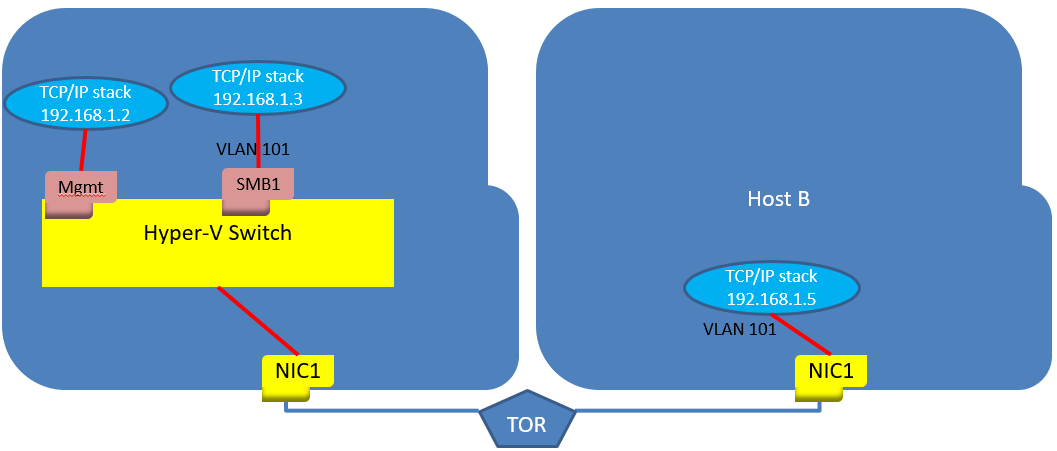 TCP/IP stack
192.168.1.2
TCP/IP stack
192.168.1.3
VLAN 101
Mgmt
SMB1
Hyper-V Switch
NIC1
Host B
TCP/IP stack
192.168.1.5
VLAN 101
NIC1
TOR